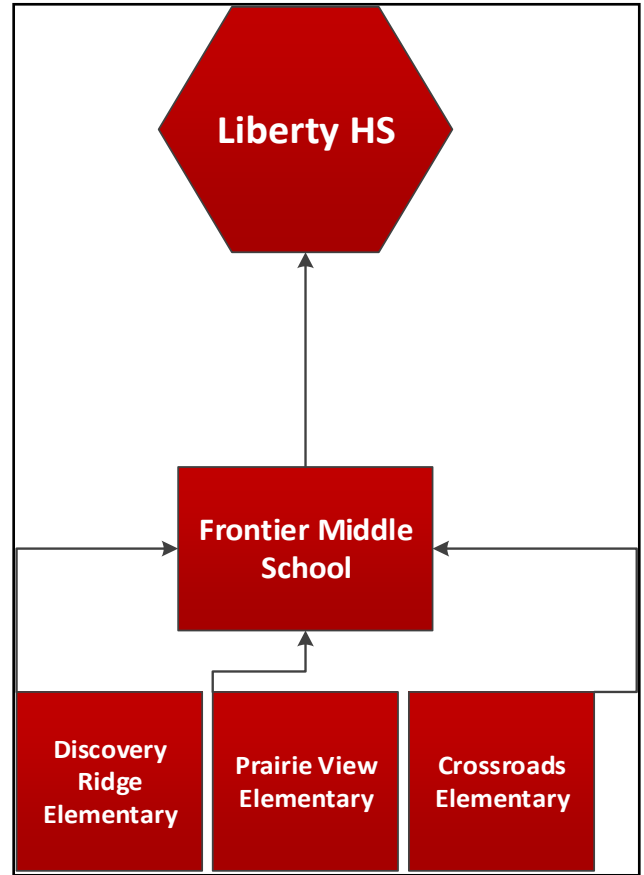 Liberty HS
Frontier Middle
School
Discovery
Ridge
Elementary
Prairie View
Elementary
Crossroads
Elementary